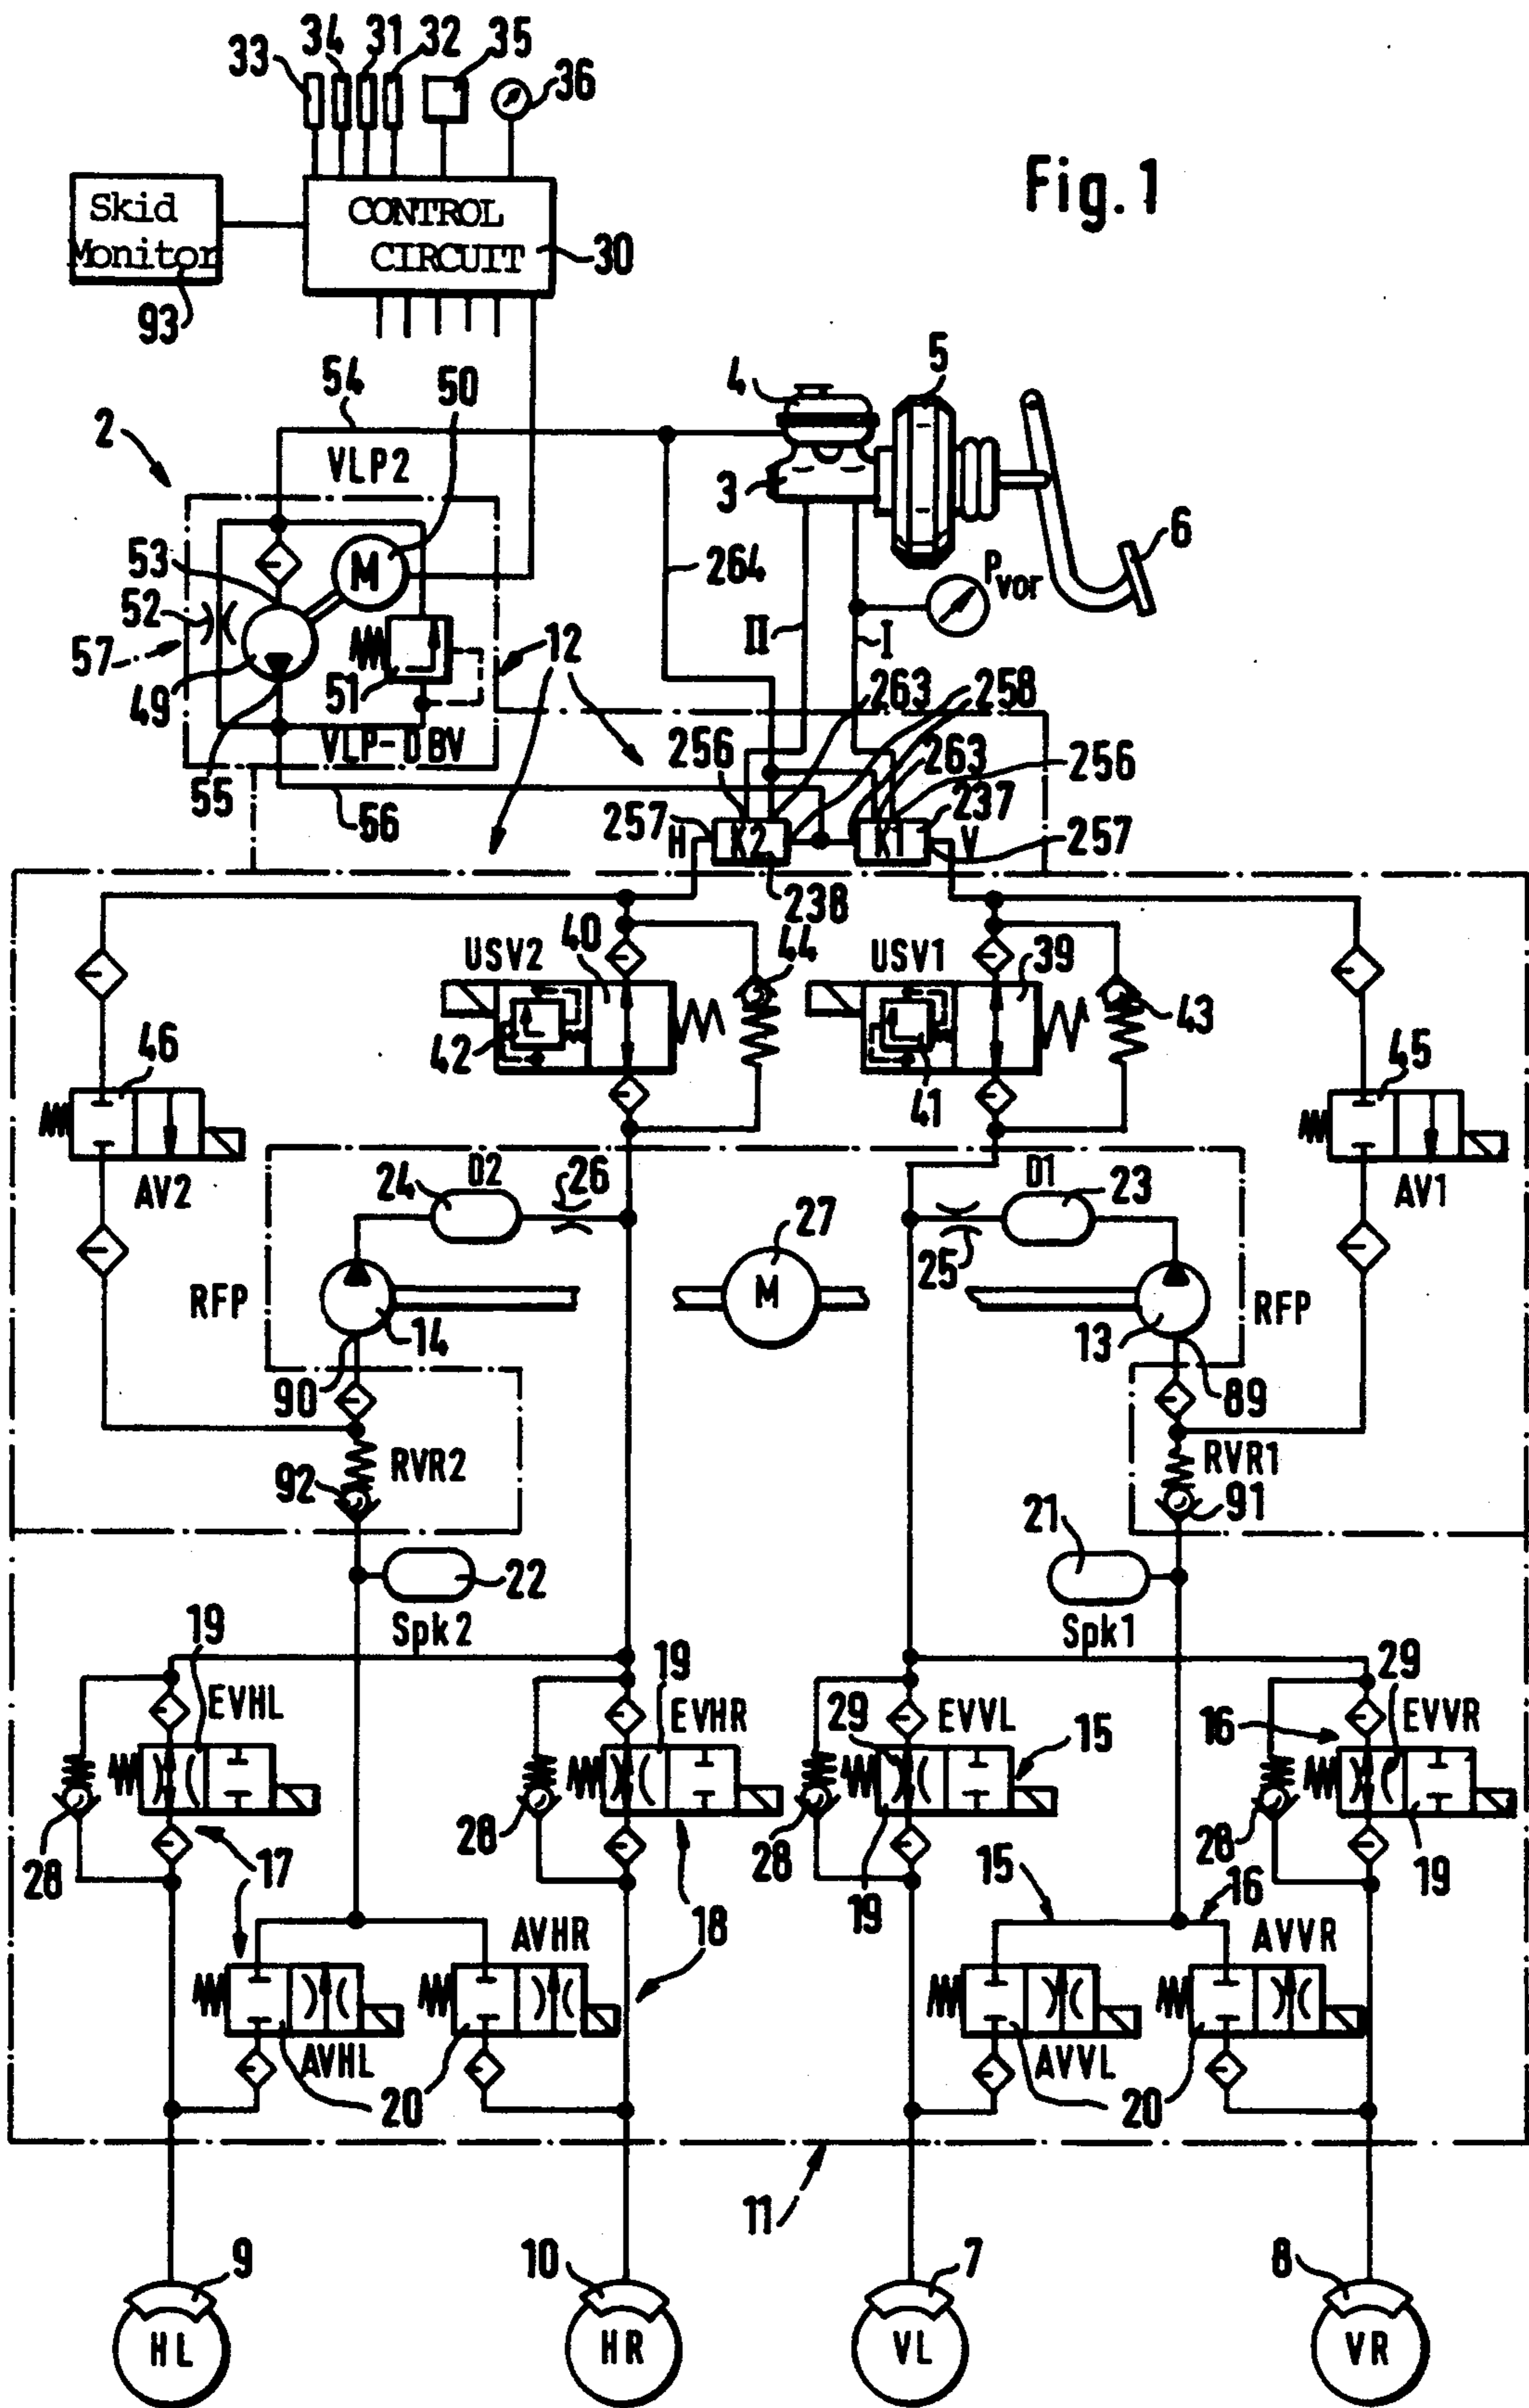 33 34 31 32 35 36
Fig. 1
Skid
Monitor
93
CONTROL
CIRCUIT
30
54 50 4 5
2
VLP2
3
6
53
M
264
Pvor
52
II I
57
12
49
51
263 258
VLP-DBV
256 263 256
55
56
237
257 H K2 K1 V 257
238
USV2 40 44 USV1 39 43
46 42 41 45
AV2 AV1
24 D2 26 27 D1 23
25
RFP M RFP
14 13
90 89
RVR2 RVR1
92 91
21
22
Spk2 Spk1
19 19 29
EVHL EVHR 29 EVVL 15 16 EVVR
28 28 28 28
17 15 19 16 19
AVHR 18 AVVR
AVHL AVVL
20 20
11
9 10 7 8
HL HR VL VR